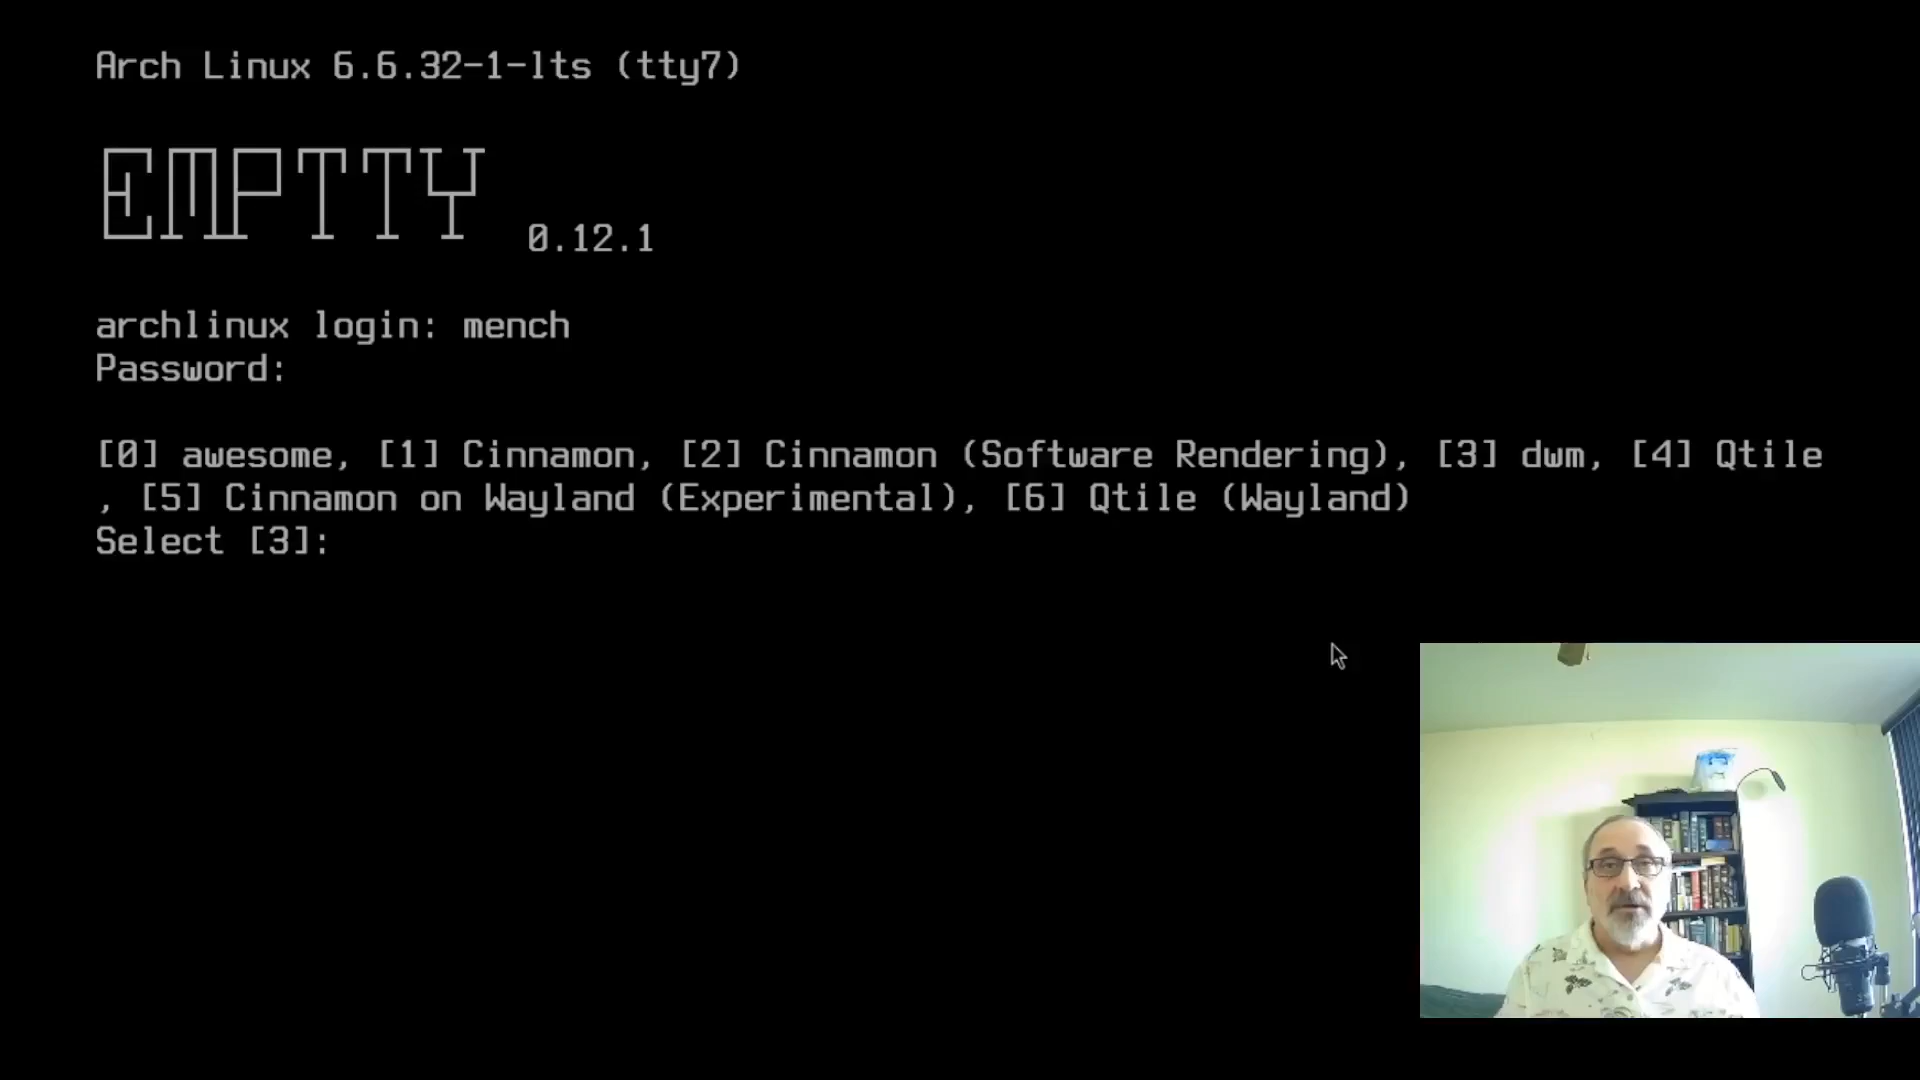 Arch Linux 6.6.32-1-lts (tty7)
EMPTTY 0.12.1
archlinux login: mench
Password:
[0] awesome, [1] Cinnamon, [2] Cinnamon (Software Rendering), [3] dwm, [4] Qtile
, [5] Cinnamon on Wayland (Experimental), [6] Qtile (Wayland)
Select [3]: